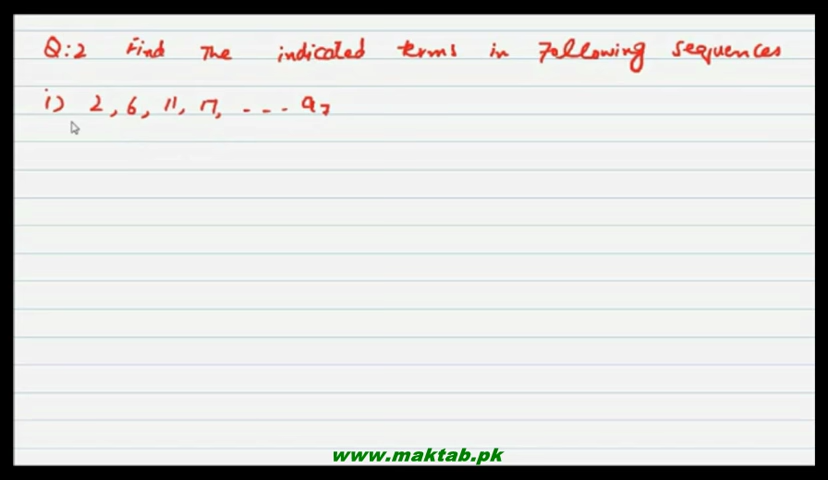 Q:2 Find The indicated terms in Following sequences
i) 2, 6, 11, 17, ... a7
www.maktab.pk